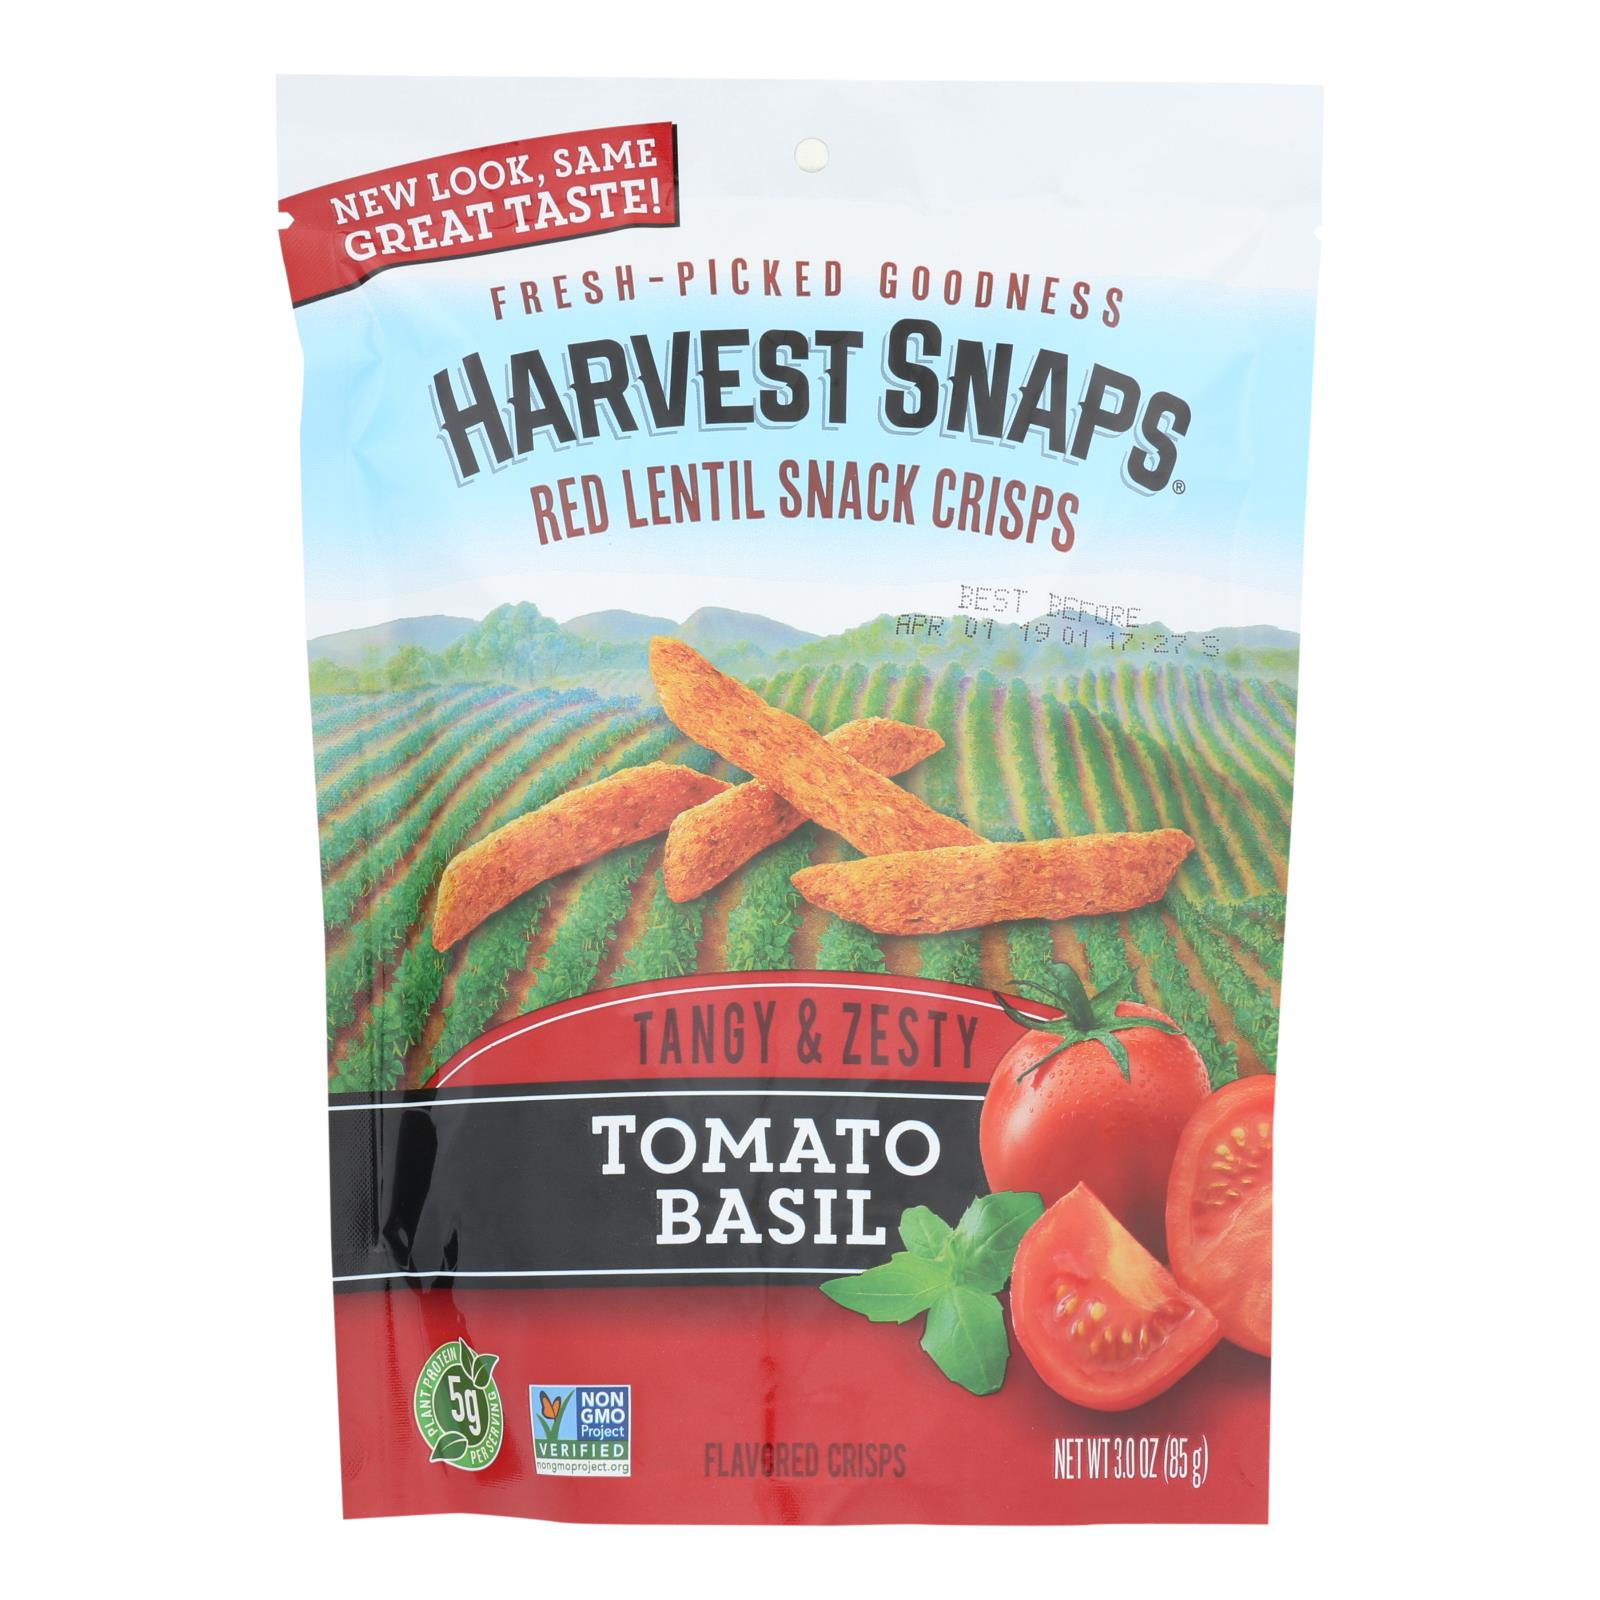 NEW LOOK, SAME
GREAT TASTE!
FRESH-PICKED GOODNESS
HARVEST SNAPS®
RED LENTIL SNACK CRISPS
BEST BEFORE
APR 01 19 01 17:27 S
TANGY & ZESTY
TOMATO
BASIL
PLANT PROTEIN
5g
PER SERVING
NON
GMO
Project
VERIFIED
nongmoproject.org
FLAVORED CRISPS
NET WT 3.0 OZ (85 g)